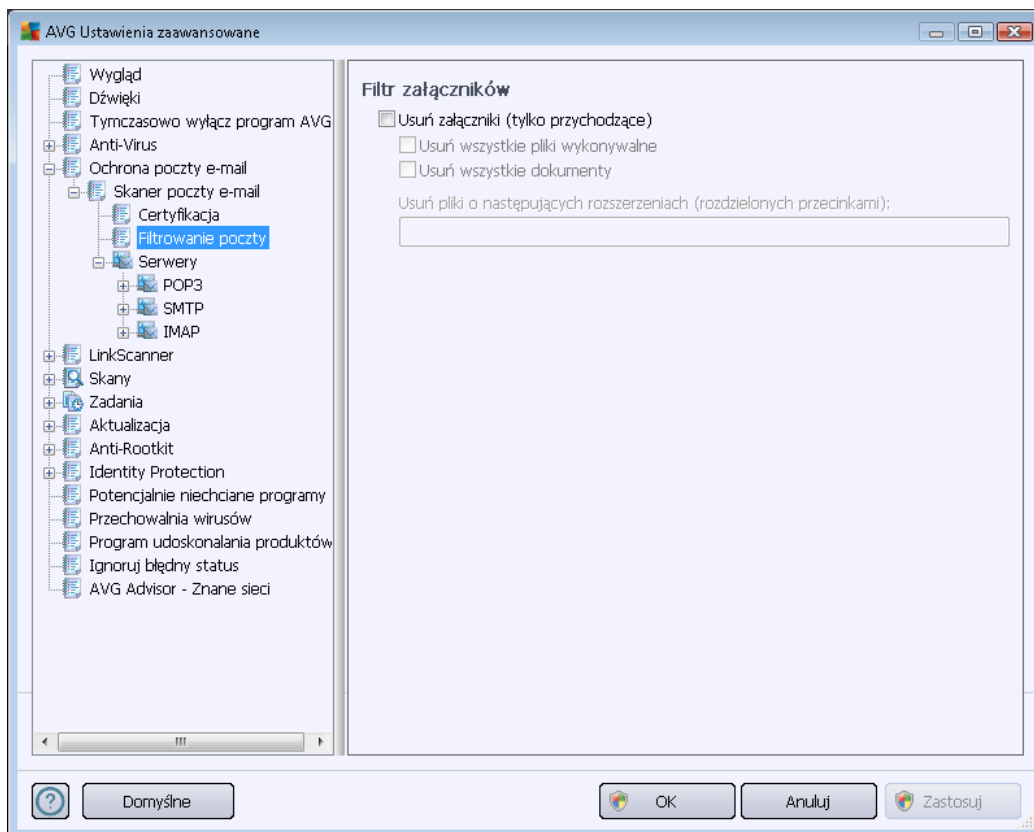 AVG Ustawienia zaawansowane
Wygląd
Dźwięki
Tymczasowo wyłącz program AVG
Anti-Virus
Ochrona poczty e-mail
Skaner poczty e-mail
Certyfikacja
Filtrowanie poczty
Serwery
POP3
SMTP
IMAP
LinkScanner
Skany
Zadania
Aktualizacja
Anti-Rootkit
Identity Protection
Potencjalnie niechciane programy
Przechowalnia wirusów
Program udoskonalania produktów
Ignoruj błędny status
AVG Advisor - Znane sieci
Filtr załączników
Usuń załączniki (tylko przychodzące)
Usuń wszystkie pliki wykonywalne
Usuń wszystkie dokumenty
Usuń pliki o następujących rozszerzeniach (rozdzielonych przecinkami):
Domyślne
OK
Anuluj
Zastosuj